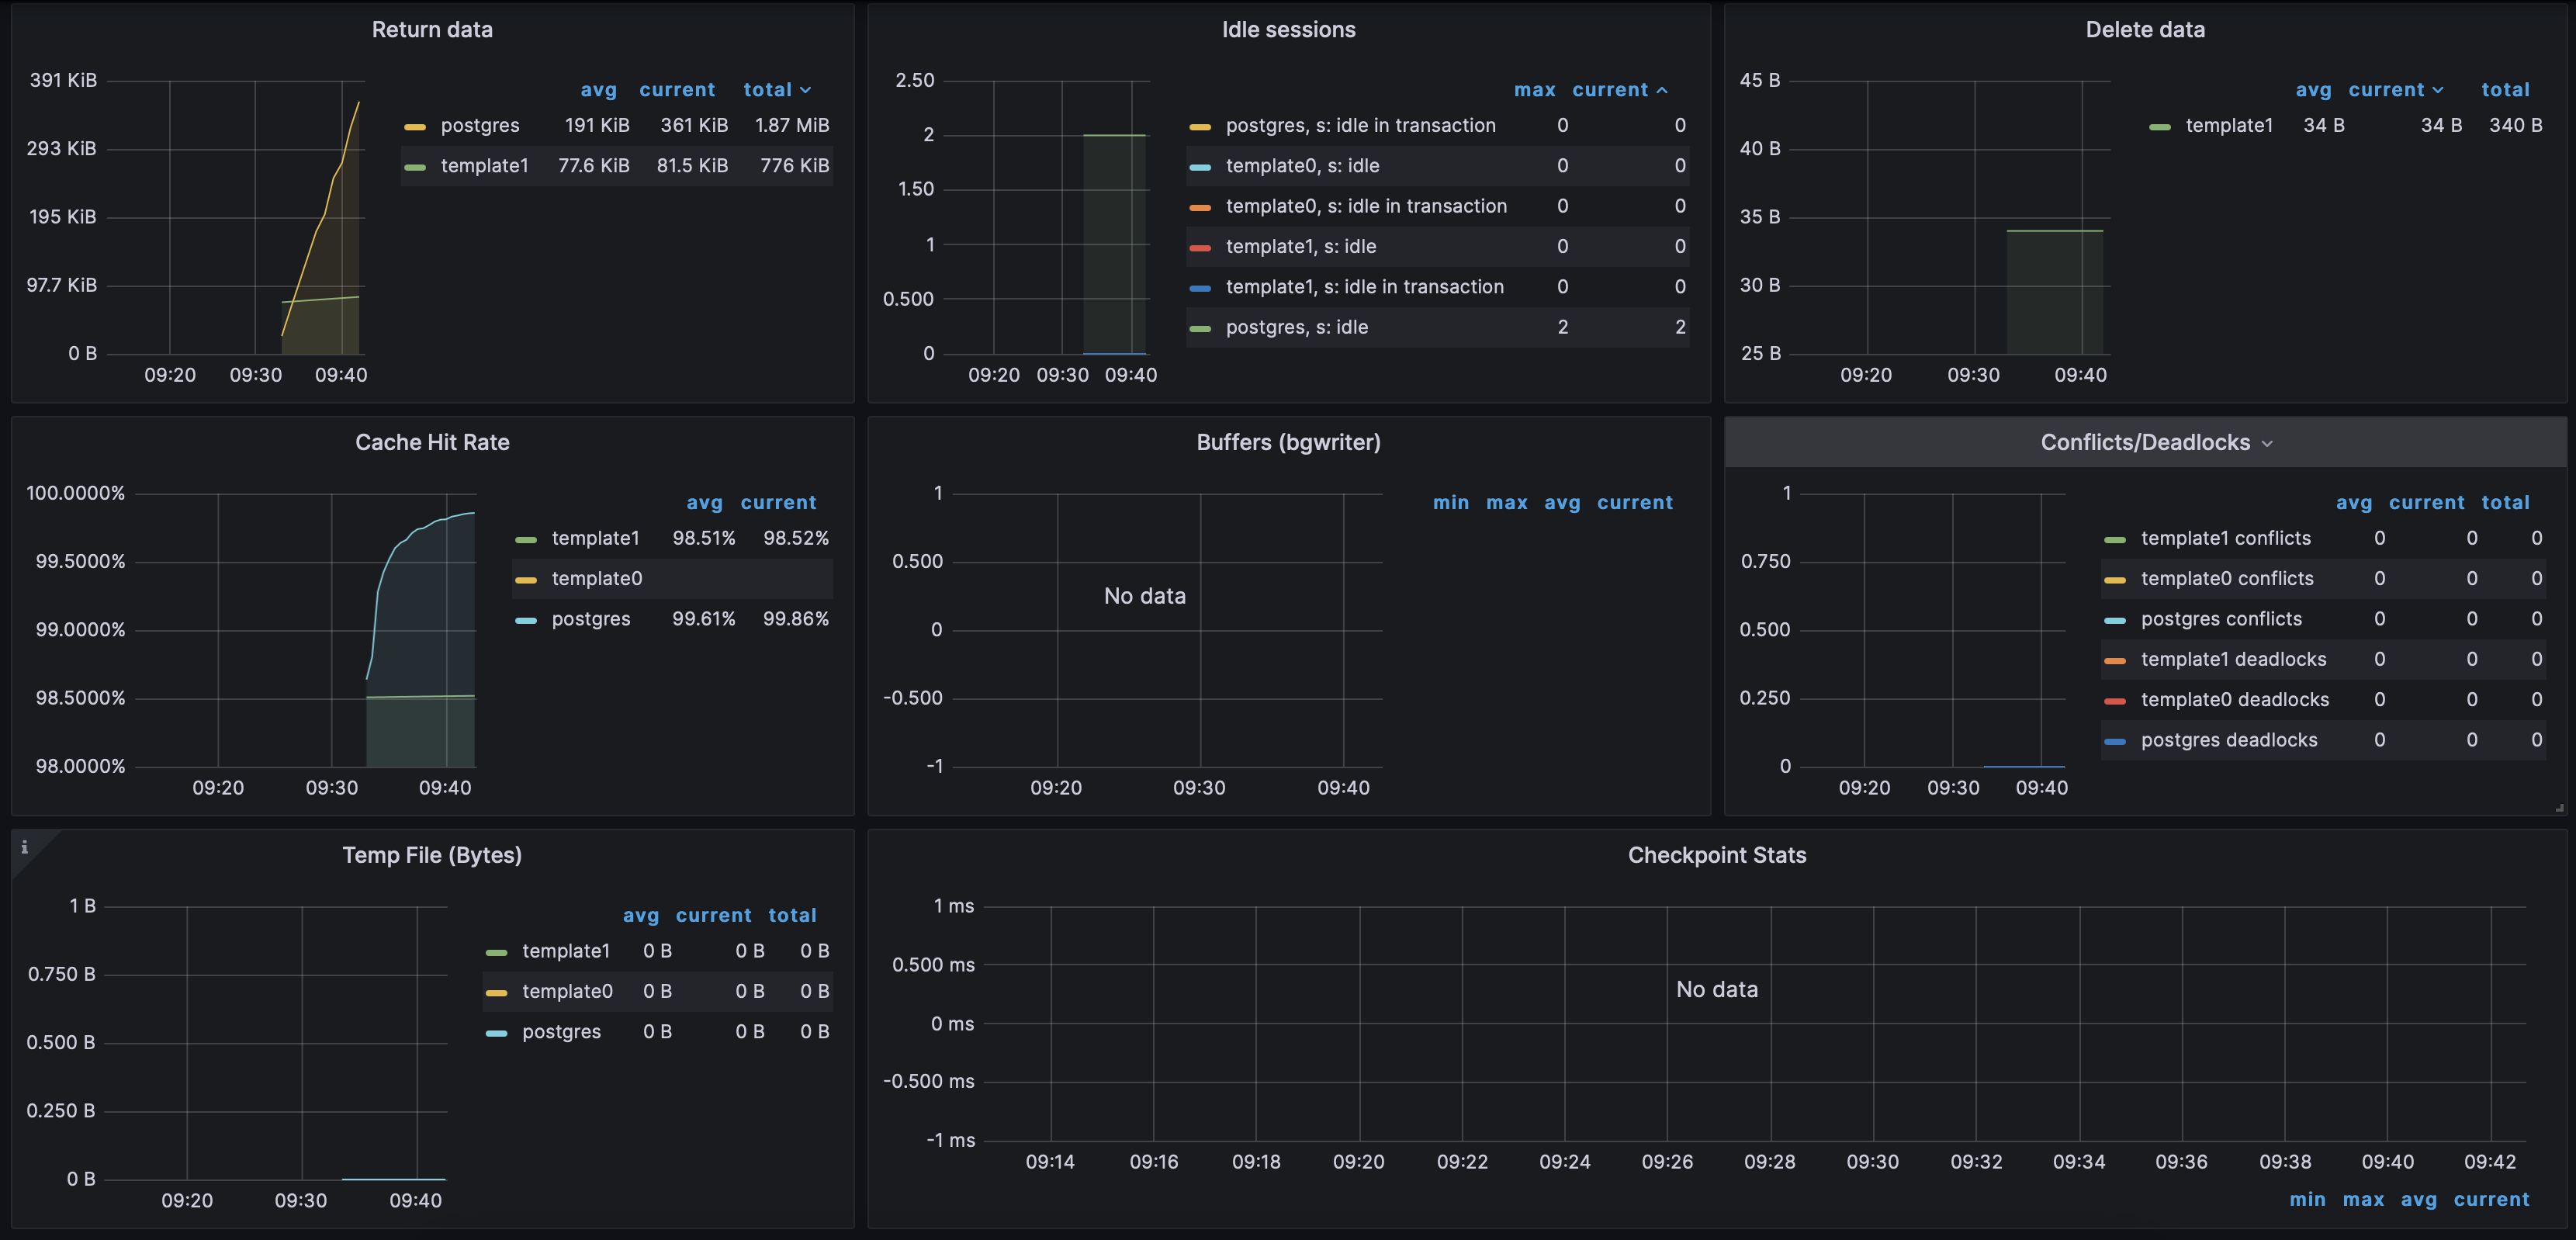 Return data
391 KiB
293 KiB
195 KiB
97.7 KiB
0 B
09:20 09:30 09:40
avg current total
postgres 191 KiB 361 KiB 1.87 MiB
template1 77.6 KiB 81.5 KiB 776 KiB
Idle sessions
2.50
2
1.50
1
0.500
0
09:20 09:30 09:40
max current
postgres, s: idle in transaction 0 0
template0, s: idle 0 0
template0, s: idle in transaction 0 0
template1, s: idle 0 0
template1, s: idle in transaction 0 0
postgres, s: idle 2 2
Delete data
45 B
40 B
35 B
30 B
25 B
09:20 09:30 09:40
avg current total
template1 34 B 34 B 340 B
Cache Hit Rate
100.0000%
99.5000%
99.0000%
98.5000%
98.0000%
09:20 09:30 09:40
avg current
template1 98.51% 98.52%
template0
postgres 99.61% 99.86%
Buffers (bgwriter)
1
0.500
0
-0.500
-1
No data
09:20 09:30 09:40
min max avg current
Conflicts/Deadlocks
1
0.750
0.500
0.250
0
09:20 09:30 09:40
avg current total
template1 conflicts 0 0 0
template0 conflicts 0 0 0
postgres conflicts 0 0 0
template1 deadlocks 0 0 0
template0 deadlocks 0 0 0
postgres deadlocks 0 0 0
i
Temp File (Bytes)
1 B
0.750 B
0.500 B
0.250 B
0 B
09:20 09:30 09:40
avg current total
template1 0 B 0 B 0 B
template0 0 B 0 B 0 B
postgres 0 B 0 B 0 B
Checkpoint Stats
1 ms
0.500 ms
0 ms
-0.500 ms
-1 ms
No data
09:14 09:16 09:18 09:20 09:22 09:24 09:26 09:28 09:30 09:32 09:34 09:36 09:38 09:40 09:42
min max avg current